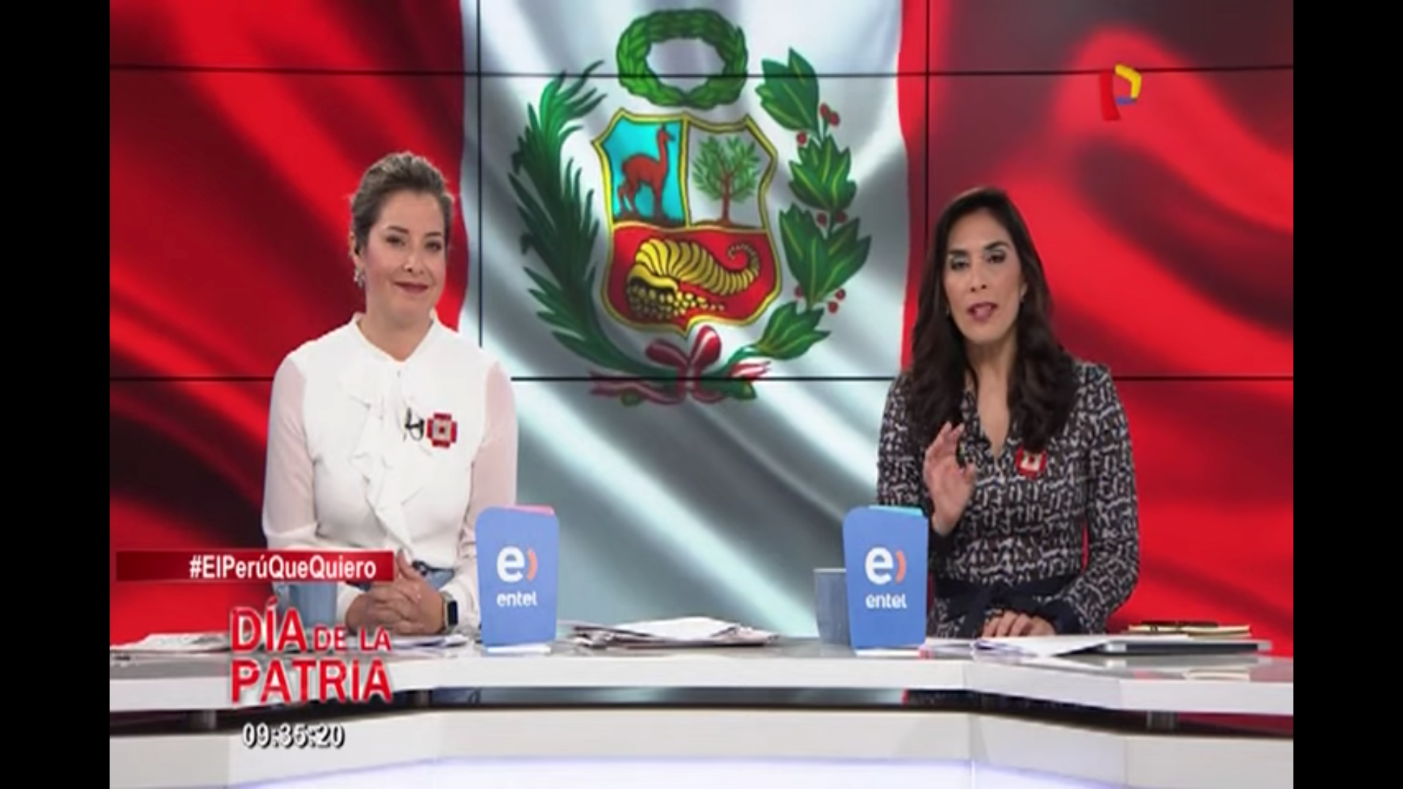 #ElPerúQueQuiero
DÍA DE LA
PATRIA
09:35:20
e)
entel
e)
entel